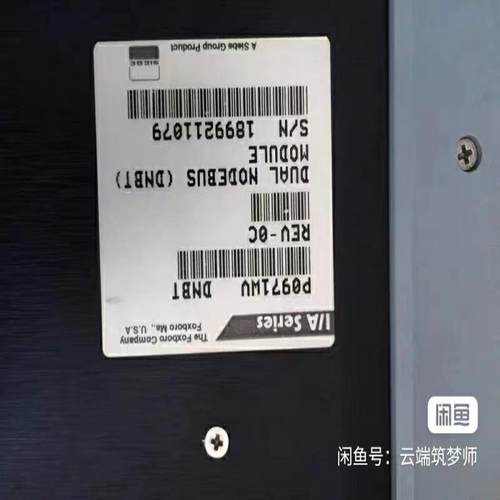 I/A Series
The Foxboro Company
Foxboro Ma., U.S.A
P0971WV DNBT
REV-0C
DUAL NODEBUS (DNBT)
MODULE
S/N 1899211079
SIEBE
A Siebe Group Product
闲鱼
闲鱼号：云端筑梦师